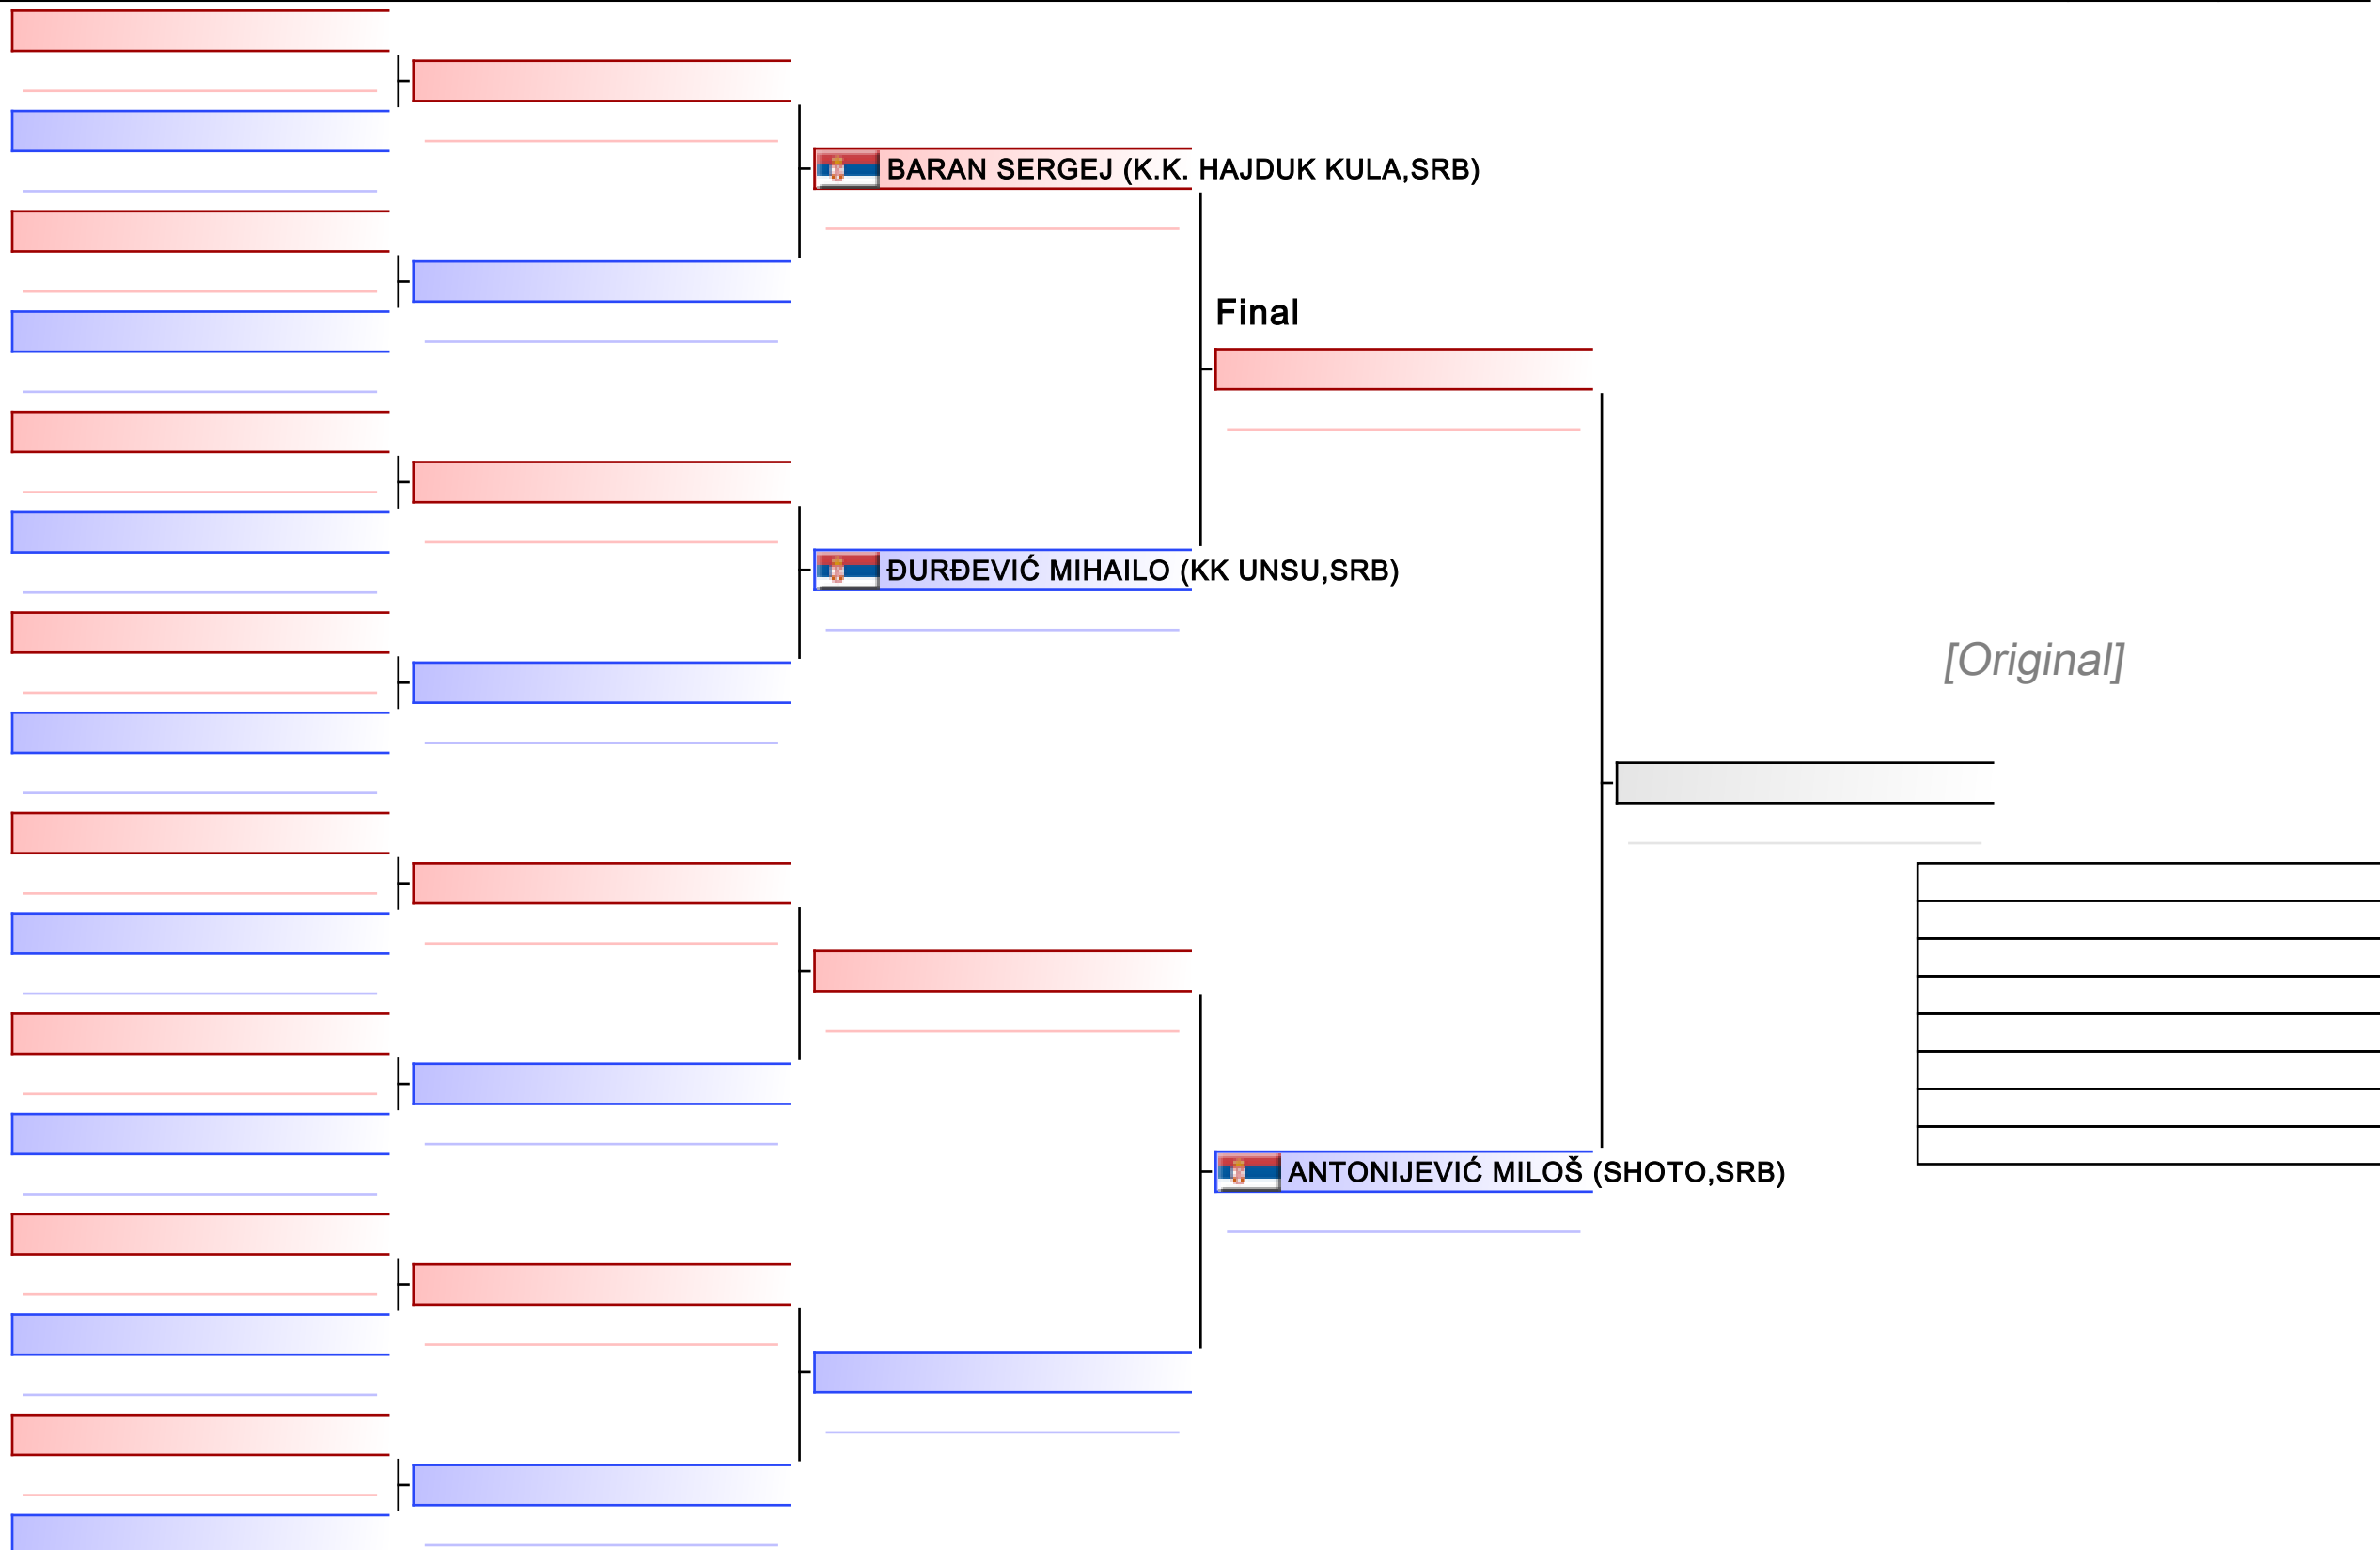 BARAN SERGEJ (K.K. HAJDUK KULA,SRB)
Final
ĐURĐEVIĆ MIHAILO (KK UNSU,SRB)
[Original]
ANTONIJEVIĆ MILOŠ (SHOTO,SRB)